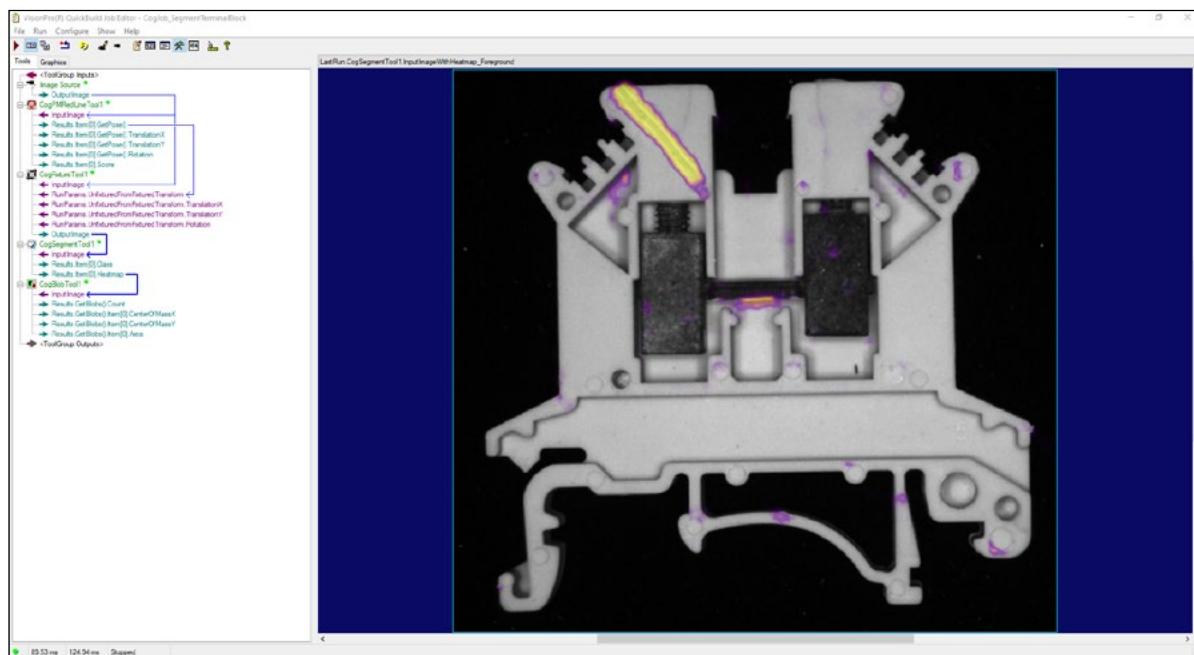 VisionPro(R) QuickBuild Job Editor - CogJob_SegmentTerminalBlock
File Run Configure Show Help
Tools Graphics
LastRun.CogSegmentTool1.InputImageWithHeatmap_Foreground
<ToolGroup Inputs>
Image Source
OutputImage
CogPMRedLineTool1
InputImage
Results.Item[0].GetPose()
Results.Item[0].GetPose().TranslationX
Results.Item[0].GetPose().TranslationY
Results.Item[0].GetPose().Rotation
Results.Item[0].Score
CogFixtureTool1
InputImage
RunParams.UnfixturedFromFixturedTransform
RunParams.UnfixturedFromFixturedTransform.TranslationX
RunParams.UnfixturedFromFixturedTransform.TranslationY
RunParams.UnfixturedFromFixturedTransform.Rotation
OutputImage
CogSegmentTool1
InputImage
Results.Item[0].Class
Results.Item[0].Heatmap
CogBlobTool1
InputImage
Results.GetBlobs().Count
Results.GetBlobs().Item[0].CenterOfMassX
Results.GetBlobs().Item[0].CenterOfMassY
Results.GetBlobs().Item[0].Area
<ToolGroup Outputs>
89.53 ms 124.94 ms Stopped